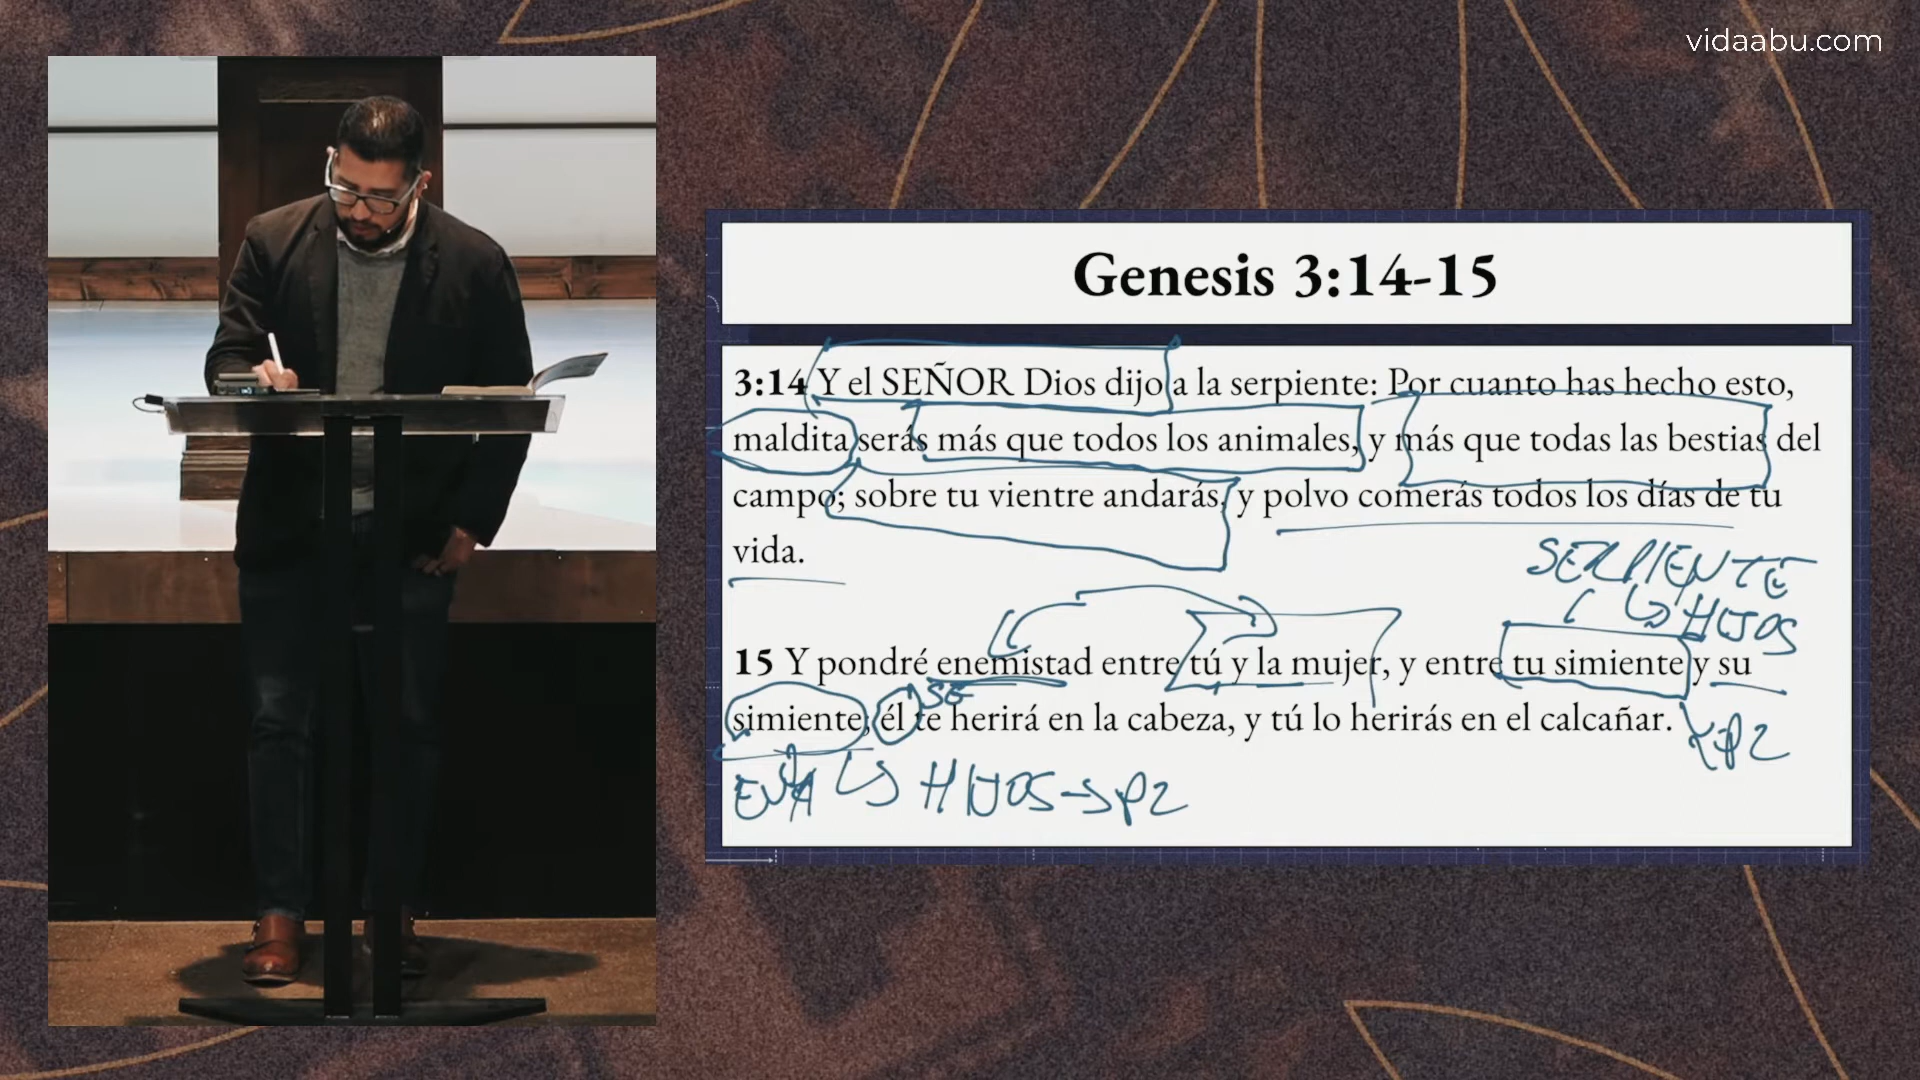 vidaabu.com
Genesis 3:14-15
3:14 Y el SEÑOR Dios dijo a la serpiente: Por cuanto has hecho esto,
maldita serás más que todos los animales, y más que todas las bestias del
campo; sobre tu vientre andarás, y polvo comerás todos los días de tu
vida.
SERPIENTE
HIJOS
15 Y pondré enemistad entre tú y la mujer, y entre tu simiente y su
SE
simiente; él te herirá en la cabeza, y tú lo herirás en el calcañar.
EVA HIJOS